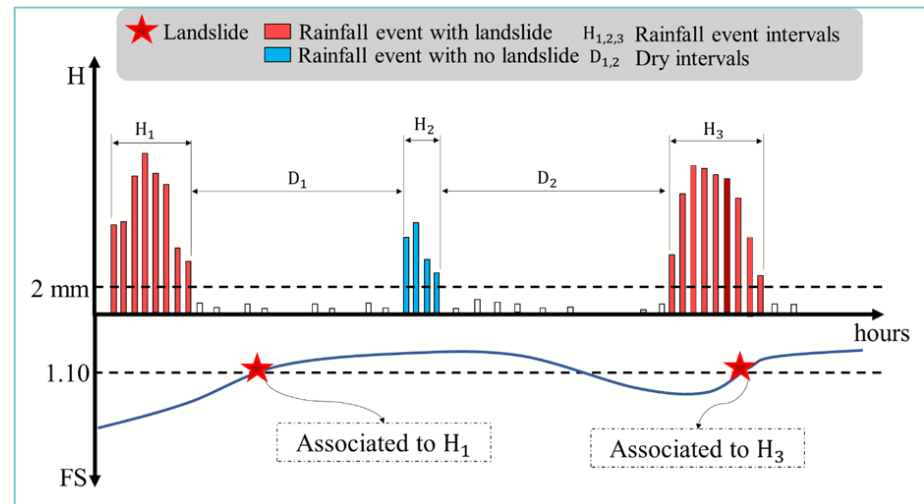 Landslide
Rainfall event with landslide
H₁,₂,₃ Rainfall event intervals
Rainfall event with no landslide
D₁,₂ Dry intervals
H
H₁
H₂
H₃
D₁
D₂
2 mm
hours
1.10
Associated to H₁
Associated to H₃
FS